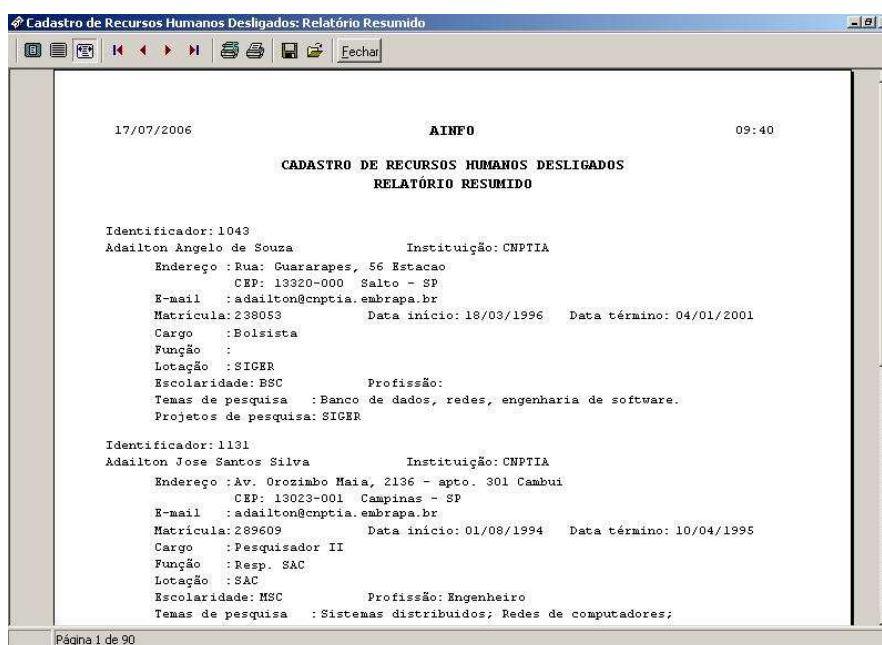 Cadastro de Recursos Humanos Desligados: Relatório Resumido
Fechar
17/07/2006 AINFO 09:40
CADASTRO DE RECURSOS HUMANOS DESLIGADOS
RELATÓRIO RESUMIDO
Identificador: 1043
Adailton Angelo de Souza Instituição: CNPTIA
Endereço : Rua: Guararapes, 56 Estacao
CEP: 13320-000 Salto - SP
E-mail : adailton@cnptia.embrapa.br
Matrícula: 238053 Data início: 18/03/1996 Data término: 04/01/2001
Cargo : Bolsista
Função :
Lotação : SIGER
Escolaridade: BSC Profissão:
Temas de pesquisa : Banco de dados, redes, engenharia de software.
Projetos de pesquisa: SIGER
Identificador: 1131
Adailton Jose Santos Silva Instituição: CNPTIA
Endereço : Av. Orozimbo Maia, 2136 - apto. 301 Cambui
CEP: 13023-001 Campinas - SP
E-mail : adailton@cnptia.embrapa.br
Matrícula: 289609 Data início: 01/08/1994 Data término: 10/04/1995
Cargo : Pesquisador II
Função : Resp. SAC
Lotação : SAC
Escolaridade: MSC Profissão: Engenheiro
Temas de pesquisa : Sistemas distribuidos; Redes de computadores;
Página 1 de 90